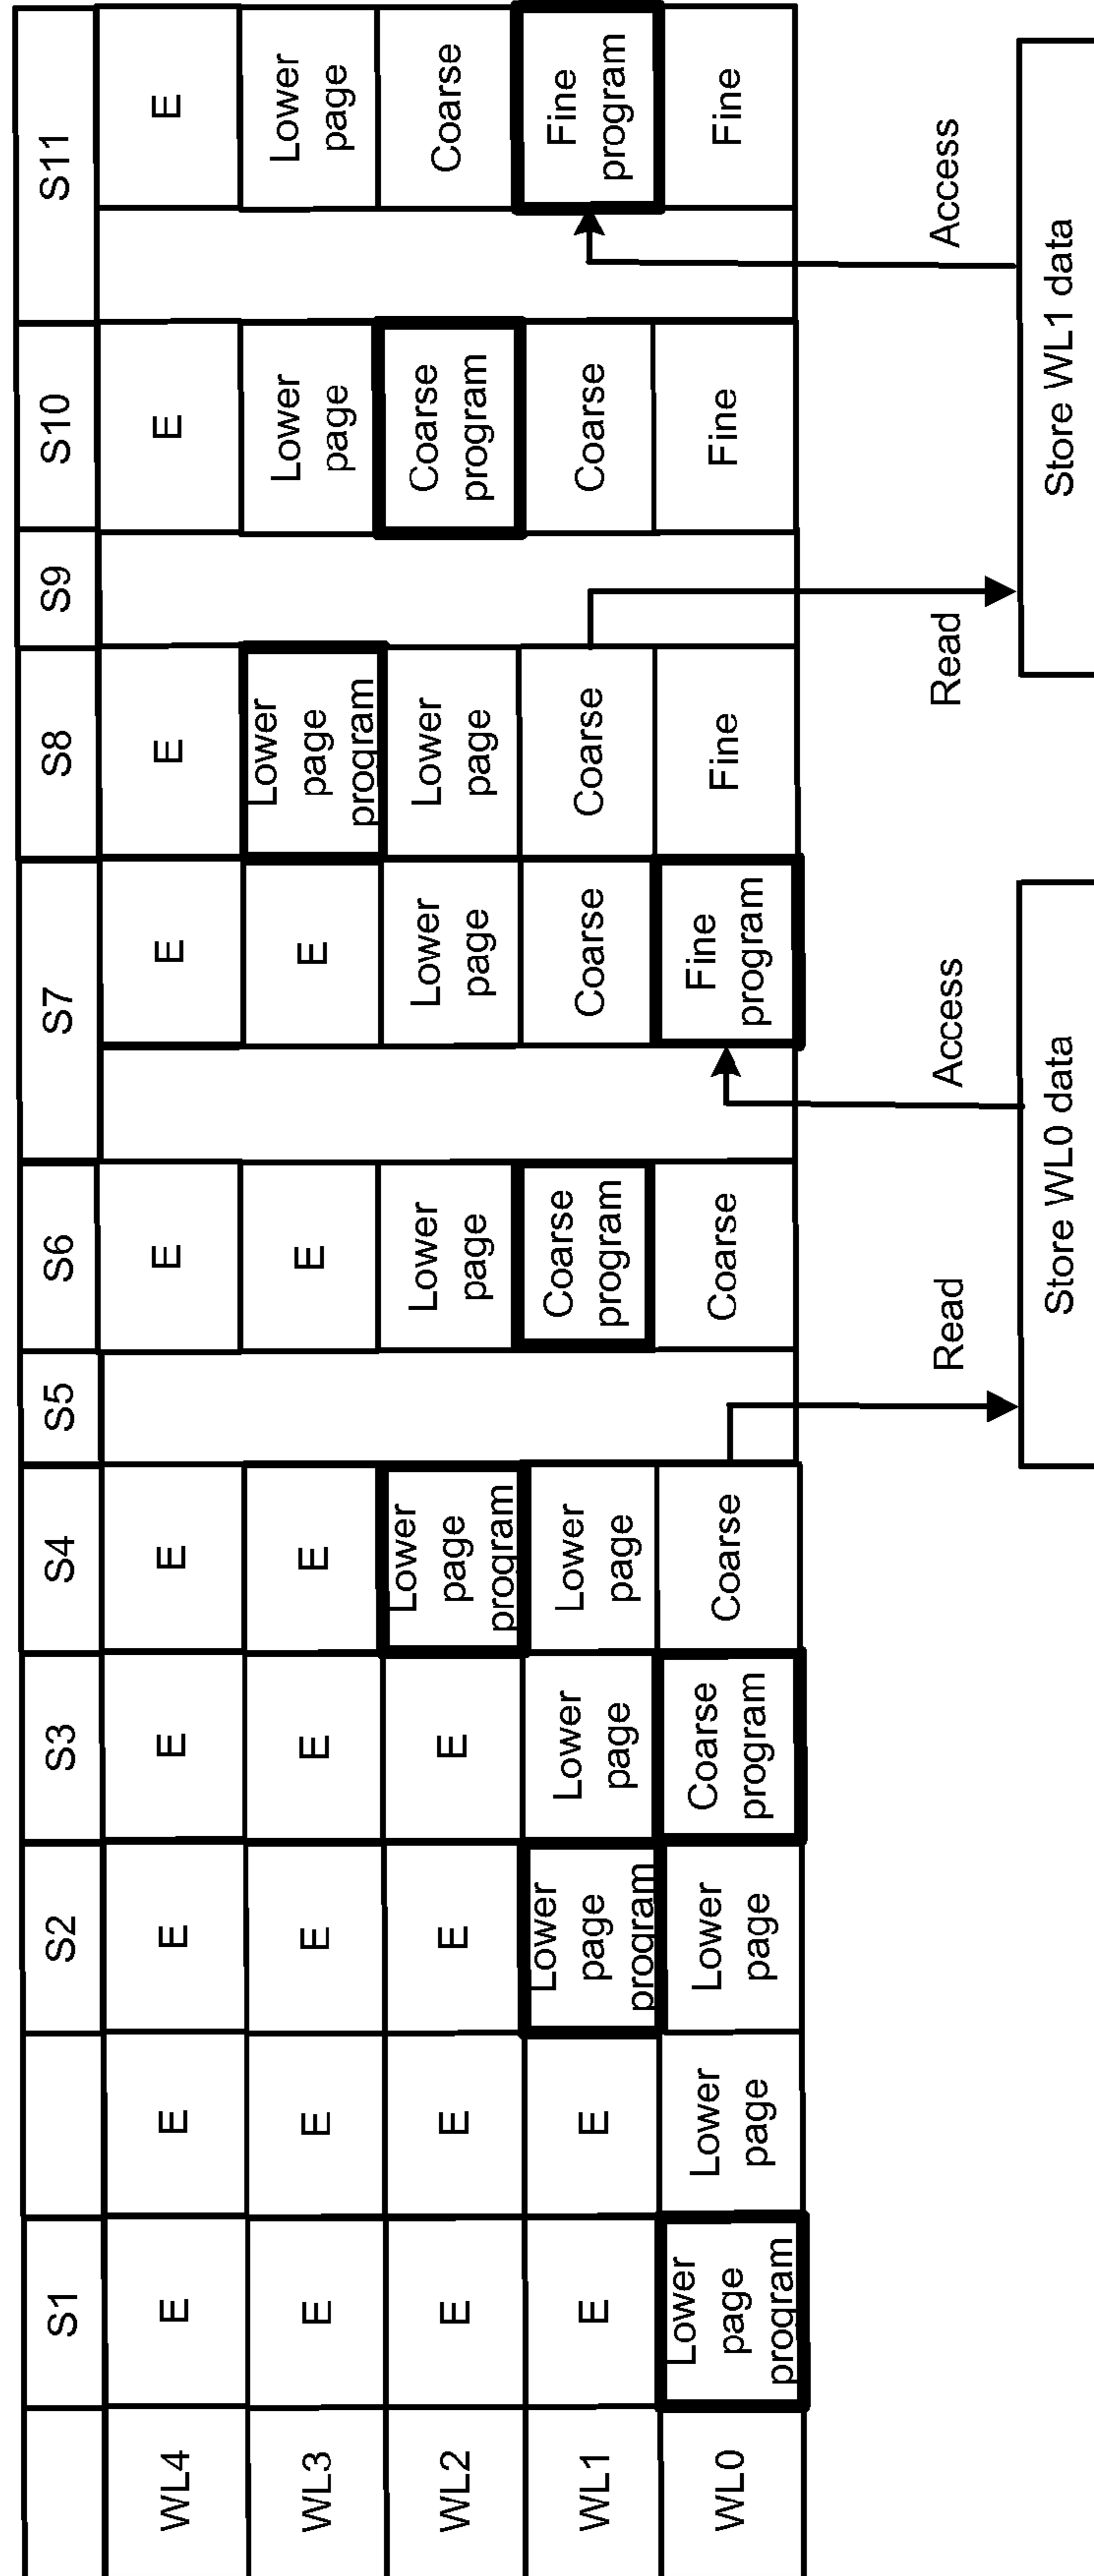 S1 S2 S3 S4 S5 S6 S7 S8 S9 S10 S11
WL4 E E E E E E E E E E
WL3 E E E E E E E
Lower
page
program
Lower
page
Lower
page
WL2 E E E E
Lower
page
program
Lower
page
Lower
page
Lower
page
Coarse
program
Coarse
WL1 E E
Lower
page
program
Lower
page
Lower
page
Coarse
program
Coarse
Coarse
Coarse
Fine
program
WL0
Lower
page
program
Lower
page
Lower
page
Coarse
program
Coarse
Coarse
Fine
program
Fine
Fine
Fine
Read
Access
Read
Access
Store WL0 data
Store WL1 data